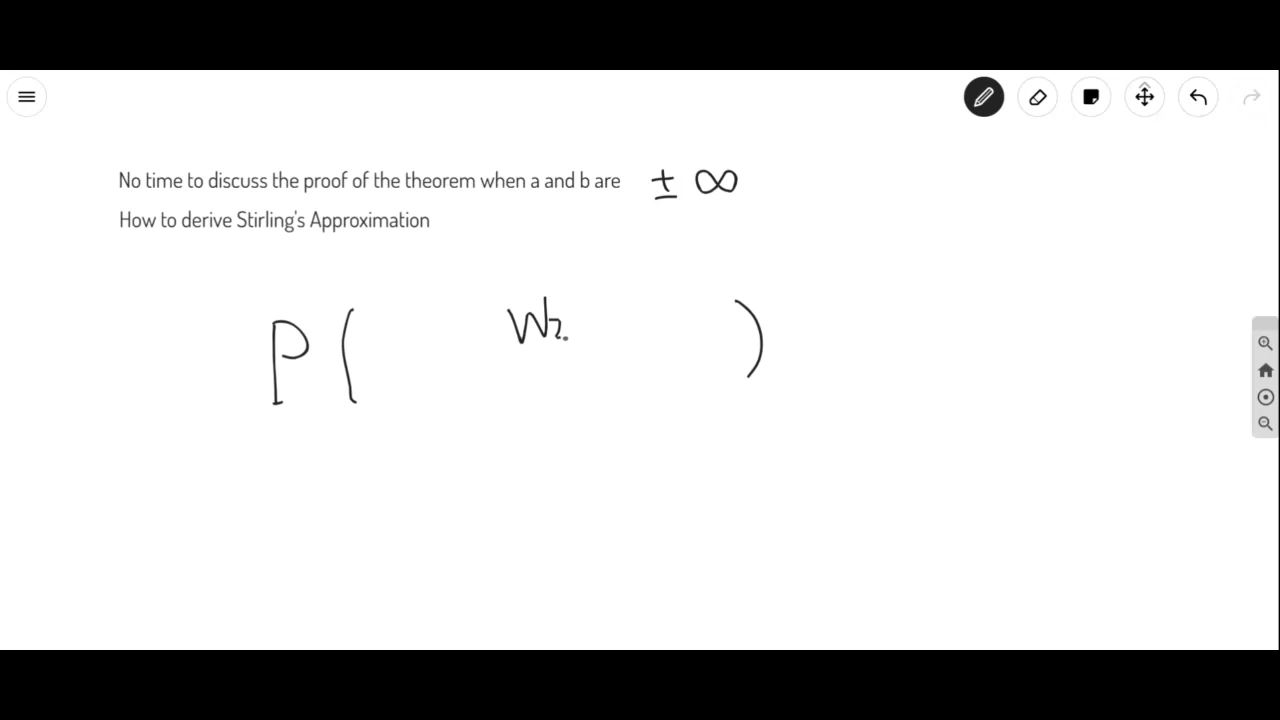 No time to discuss the proof of the theorem when a and b are ± ∞
How to derive Stirling's Approximation
P( W )